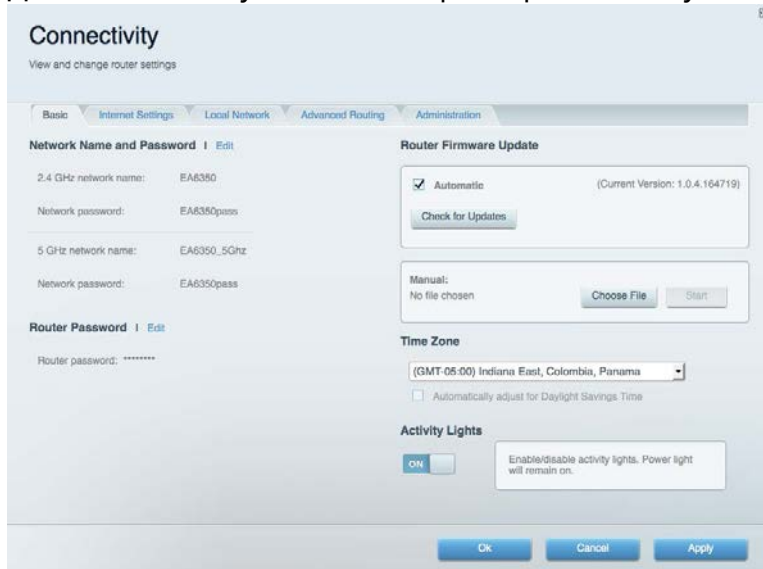 Connectivity
View and change router settings
Basic
Internet Settings
Local Network
Advanced Routing
Administration
Network Name and Password | Edit
2.4 GHz network name: EA6350
Network password: EA6350pass
5 GHz network name: EA6350_5Ghz
Network password: EA6350pass
Router Password | Edit
Router password: ********
Router Firmware Update
Automatic (Current Version: 1.0.4.164719)
Check for Updates
Manual:
No file chosen
Choose File
Start
Time Zone
(GMT-05:00) Indiana East, Colombia, Panama
Automatically adjust for Daylight Savings Time
Activity Lights
ON
Enable/disable activity lights. Power light
will remain on.
Ok
Cancel
Apply